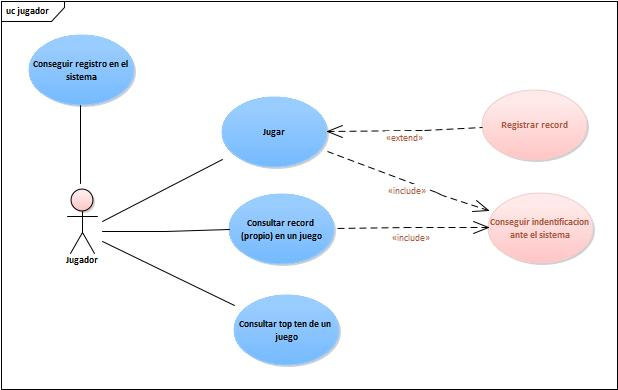 uc jugador
Conseguir registro en el
sistema
Jugar
Registrar record
«extend»
«include»
Consultar record
(propio) en un juego
Conseguir indentificacion
ante el sistema
«include»
Jugador
Consultar top ten de un
juego